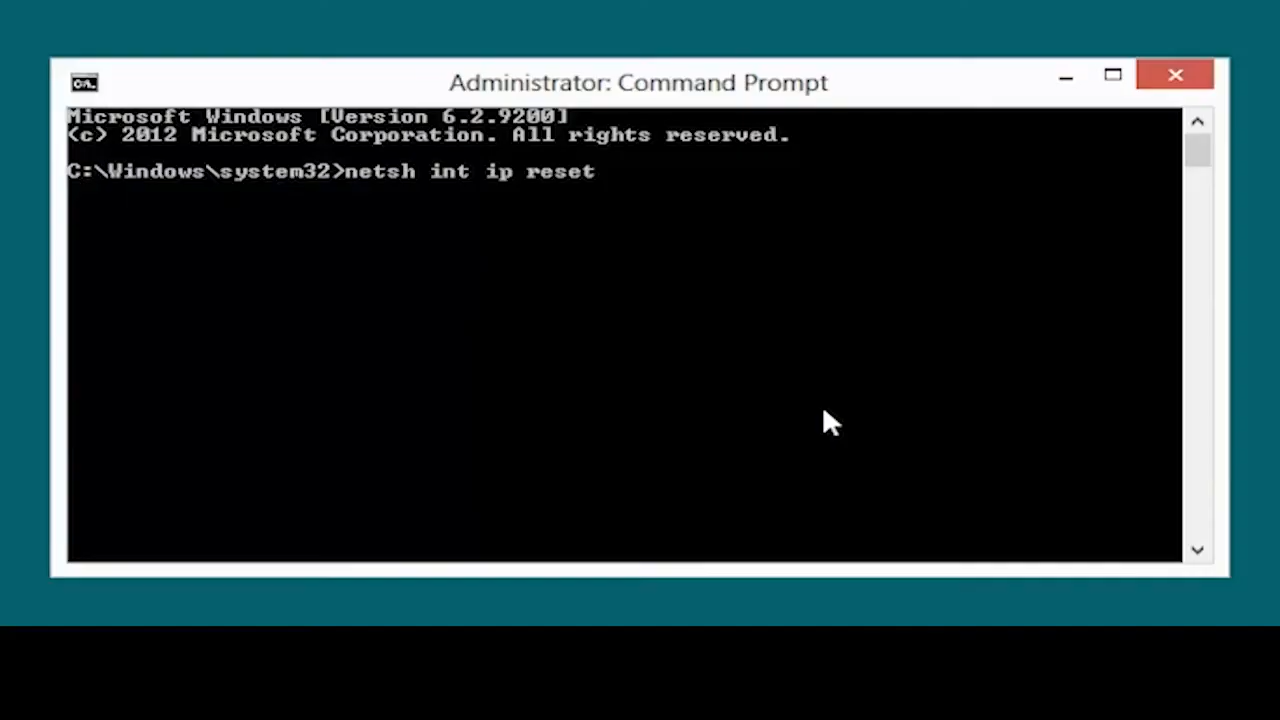 C:\.
Administrator: Command Prompt
Microsoft Windows [Version 6.2.9200]
(c) 2012 Microsoft Corporation. All rights reserved.
C:\Windows\system32>netsh int ip reset